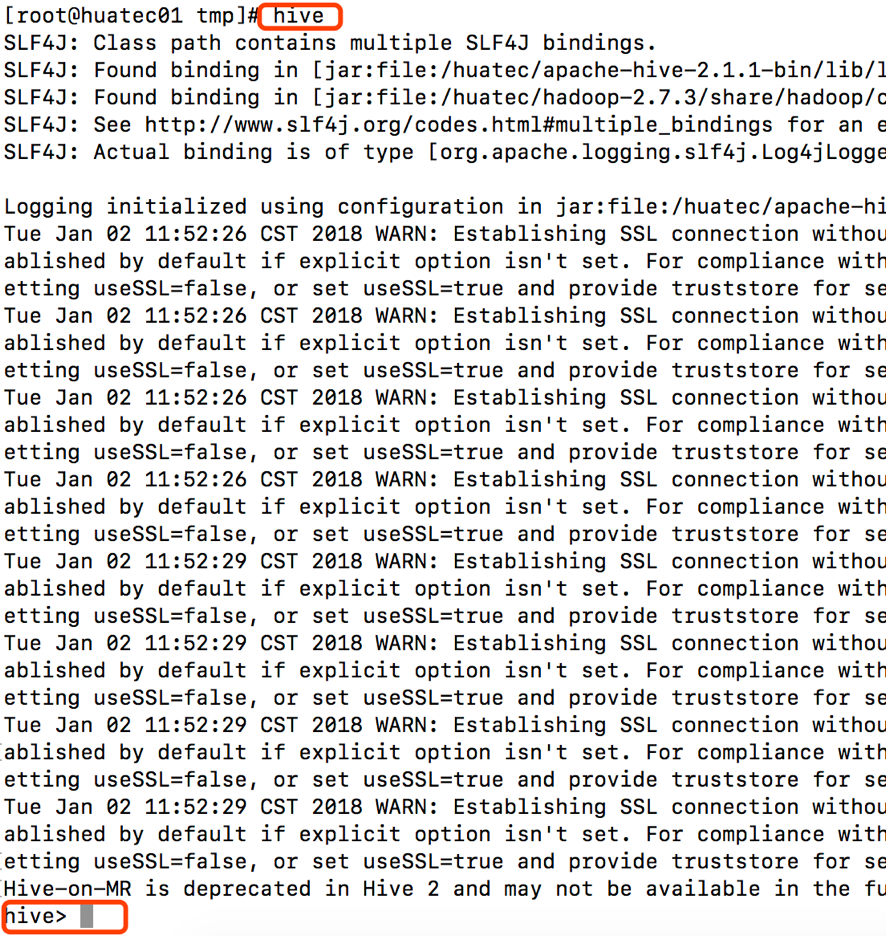 [root@huatec01 tmp]# hive
SLF4J: Class path contains multiple SLF4J bindings.
SLF4J: Found binding in [jar:file:/huatec/apache-hive-2.1.1-bin/lib/l
SLF4J: Found binding in [jar:file:/huatec/hadoop-2.7.3/share/hadoop/c
SLF4J: See http://www.slf4j.org/codes.html#multiple_bindings for an e
SLF4J: Actual binding is of type [org.apache.logging.slf4j.Log4jLogge
Logging initialized using configuration in jar:file:/huatec/apache-hi
Tue Jan 02 11:52:26 CST 2018 WARN: Establishing SSL connection withou
ablished by default if explicit option isn't set. For compliance with
etting useSSL=false, or set useSSL=true and provide truststore for se
Tue Jan 02 11:52:26 CST 2018 WARN: Establishing SSL connection withou
ablished by default if explicit option isn't set. For compliance with
etting useSSL=false, or set useSSL=true and provide truststore for se
Tue Jan 02 11:52:26 CST 2018 WARN: Establishing SSL connection withou
ablished by default if explicit option isn't set. For compliance with
etting useSSL=false, or set useSSL=true and provide truststore for se
Tue Jan 02 11:52:26 CST 2018 WARN: Establishing SSL connection withou
ablished by default if explicit option isn't set. For compliance with
etting useSSL=false, or set useSSL=true and provide truststore for se
Tue Jan 02 11:52:29 CST 2018 WARN: Establishing SSL connection withou
ablished by default if explicit option isn't set. For compliance with
etting useSSL=false, or set useSSL=true and provide truststore for se
Tue Jan 02 11:52:29 CST 2018 WARN: Establishing SSL connection withou
ablished by default if explicit option isn't set. For compliance with
etting useSSL=false, or set useSSL=true and provide truststore for se
Tue Jan 02 11:52:29 CST 2018 WARN: Establishing SSL connection withou
ablished by default if explicit option isn't set. For compliance with
etting useSSL=false, or set useSSL=true and provide truststore for se
Tue Jan 02 11:52:29 CST 2018 WARN: Establishing SSL connection withou
ablished by default if explicit option isn't set. For compliance with
etting useSSL=false, or set useSSL=true and provide truststore for se
Hive-on-MR is deprecated in Hive 2 and may not be available in the fu
hive>